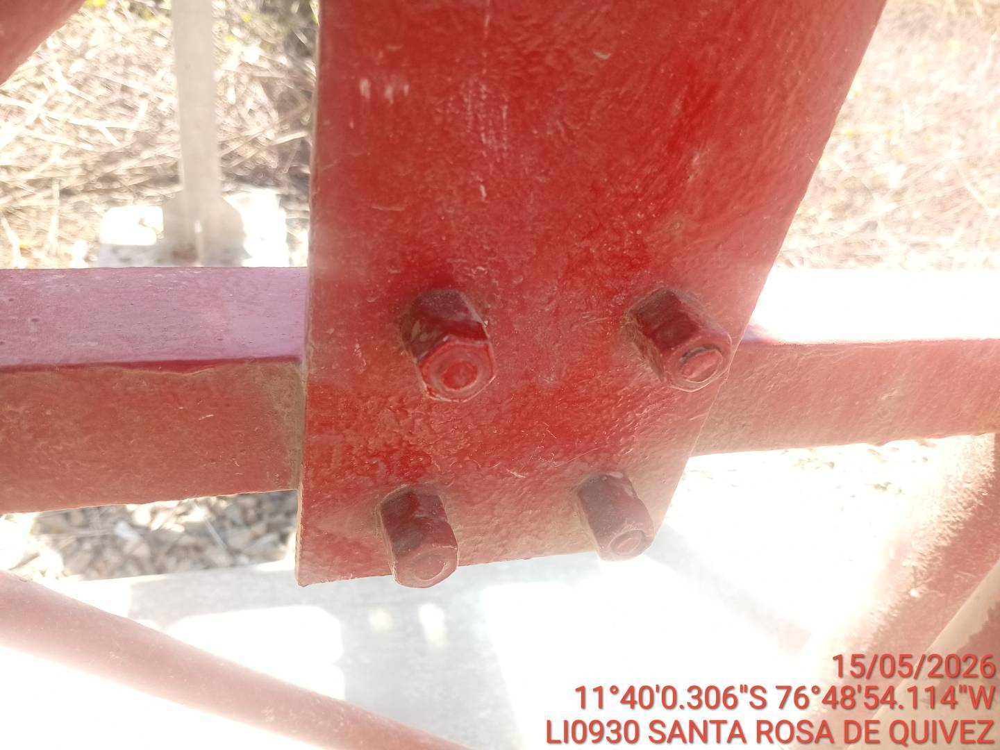 15/05/2026
11°40'0.306"S 76°48'54.114"W
LI0930 SANTA ROSA DE QUIVEZ